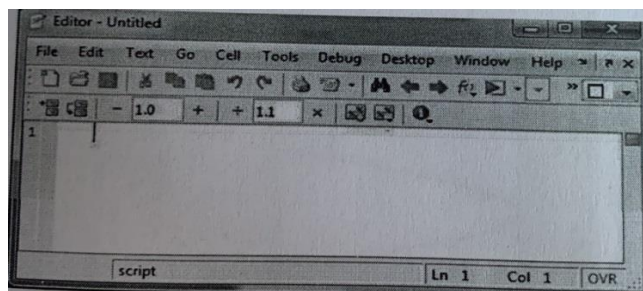 Editor - Untitled
File Edit Text Go Cell Tools Debug Desktop Window Help
- 1.0 + ÷ 1.1 ×
1
script Ln 1 Col 1 OVR